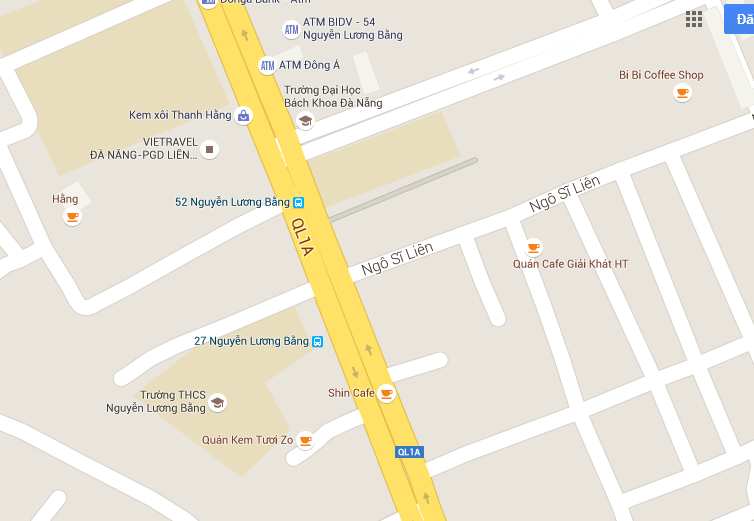 Donga Bank - Atm
ATM BIDV - 54
Nguyễn Lương Bằng
ATM
ATM Đông Á
ATM
Đă
Bi Bi Coffee Shop
Trường Đại Học
Bách Khoa Đà Nẵng
Kem xôi Thanh Hằng
VIETRAVEL
ĐÀ NẴNG-PGD LIÊN...
Hằng
52 Nguyễn Lương Bằng
Ngô Sĩ Liên
QL1A
Ngô Sĩ Liên
Quán Cafe Giải Khát HT
27 Nguyễn Lương Bằng
Trường THCS
Nguyễn Lương Bằng
Shin Cafe
Quán Kem Tươi Zo
QL1A